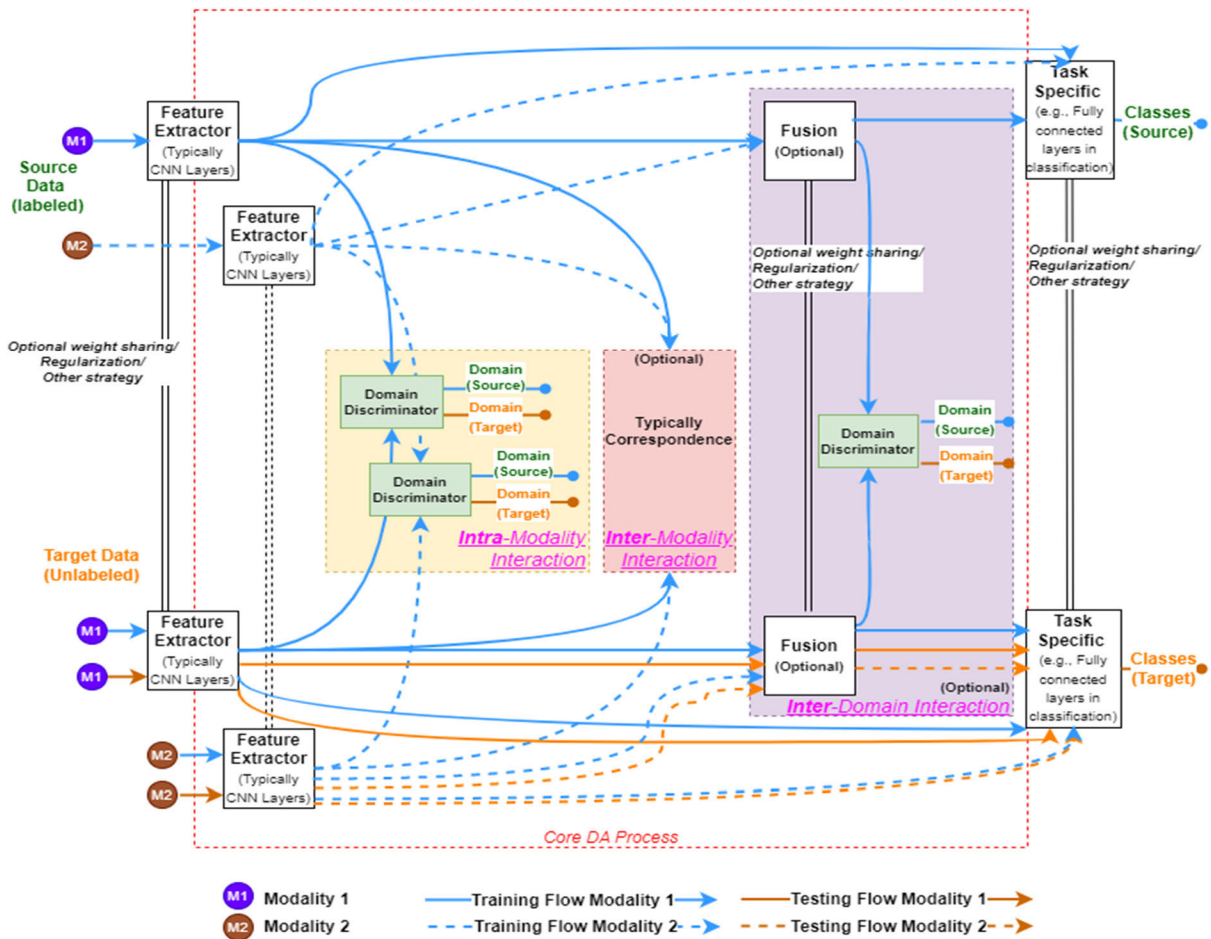 Task
Specific
(e.g., Fully
connected
layers in
classification)
Classes
(Source)
Feature
Extractor
(Typically
CNN Layers)
M1
Fusion
(Optional)
Source
Data
(labeled)
M2
Feature
Extractor
(Typically
CNN Layers)
Optional weight sharing/
Regularization/
Other strategy
Optional weight sharing/
Regularization/
Other strategy
Optional weight sharing/
Regularization/
Other strategy
(Optional)
Typically
Correspondence
Inter-Modality
Interaction
Domain
Discriminator
Domain
(Source)
Domain
(Target)
Domain
Discriminator
Domain
(Source)
Domain
(Target)
Intra-Modality
Interaction
Domain
Discriminator
Domain
(Source)
Domain
(Target)
Target Data
(Unlabeled)
M1
M1
Feature
Extractor
(Typically
CNN Layers)
Fusion
(Optional)
(Optional)
Inter-Domain Interaction
Task
Specific
(e.g., Fully
connected
layers in
classification)
Classes
(Target)
M2
M2
Feature
Extractor
(Typically
CNN Layers)
Core DA Process
M1 Modality 1
Training Flow Modality 1
Testing Flow Modality 1
M2 Modality 2
Training Flow Modality 2
Testing Flow Modality 2